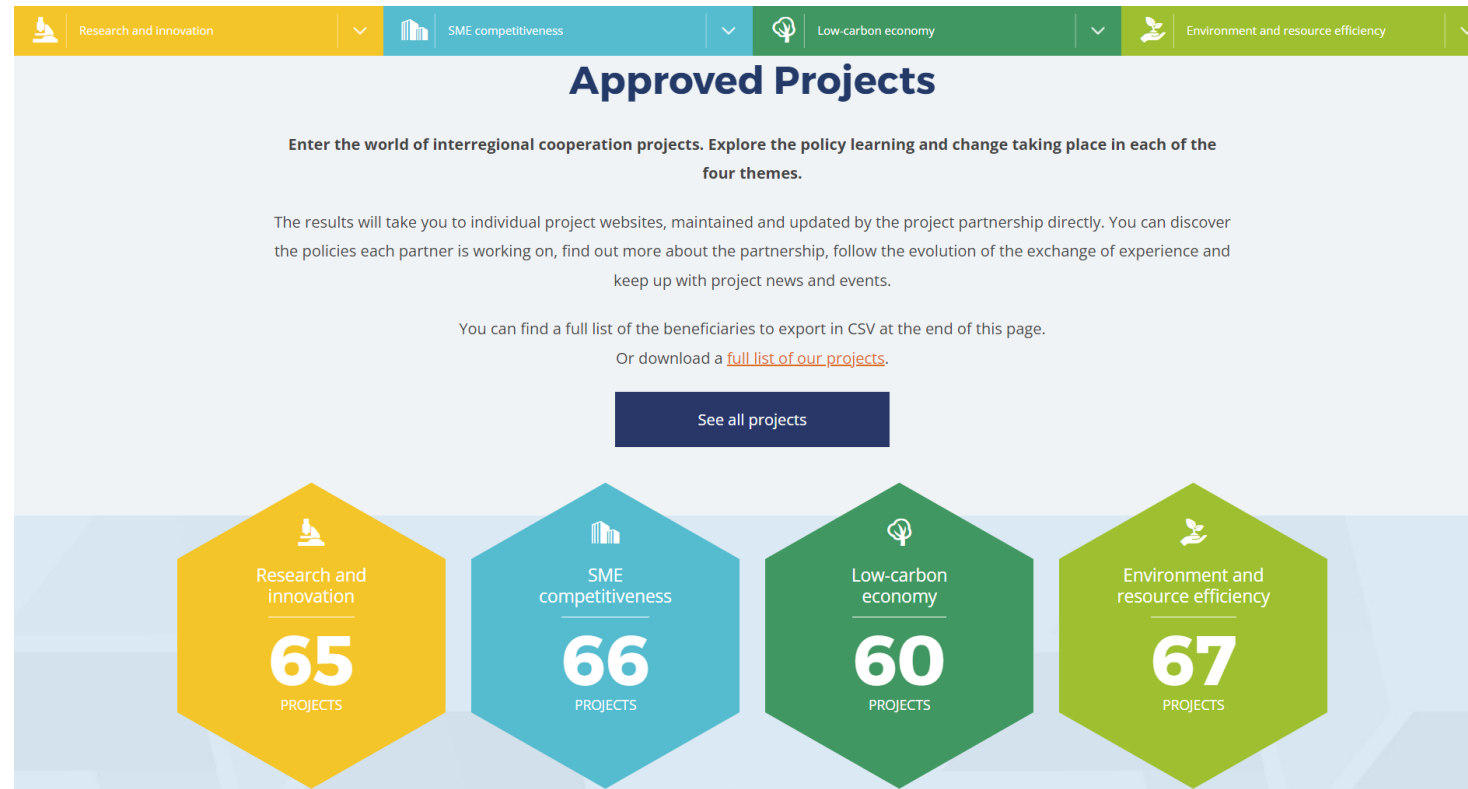 Research and innovation
SME competitiveness
Low-carbon economy
Environment and resource efficiency
Approved Projects
Enter the world of interregional cooperation projects. Explore the policy learning and change taking place in each of the
four themes.
The results will take you to individual project websites, maintained and updated by the project partnership directly. You can discover
the policies each partner is working on, find out more about the partnership, follow the evolution of the exchange of experience and
keep up with project news and events.
You can find a full list of the beneficiaries to export in CSV at the end of this page.
Or download a full list of our projects.
See all projects
Research and
innovation
65
PROJECTS
SME
competitiveness
66
PROJECTS
Low-carbon
economy
60
PROJECTS
Environment and
resource efficiency
67
PROJECTS